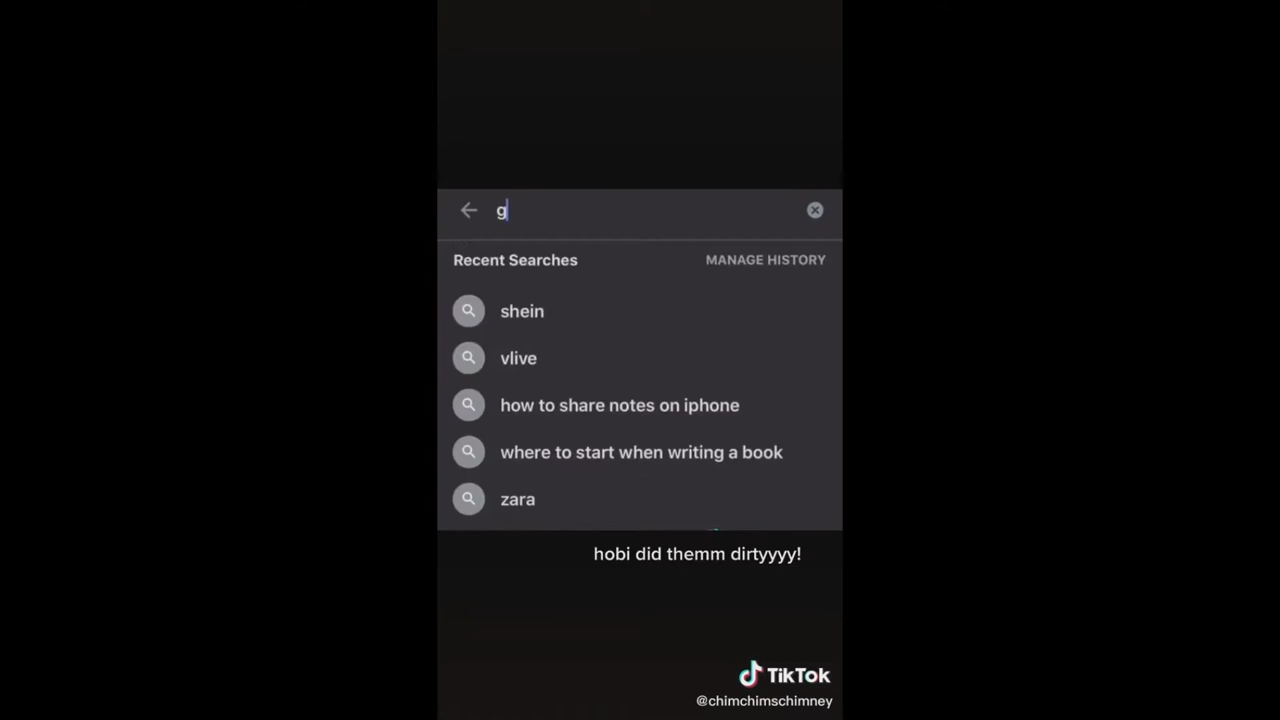 g
Recent Searches
MANAGE HISTORY
shein
vlive
how to share notes on iphone
where to start when writing a book
zara
hobi did themm dirtyyyy!
TikTok
@chimchimschimney